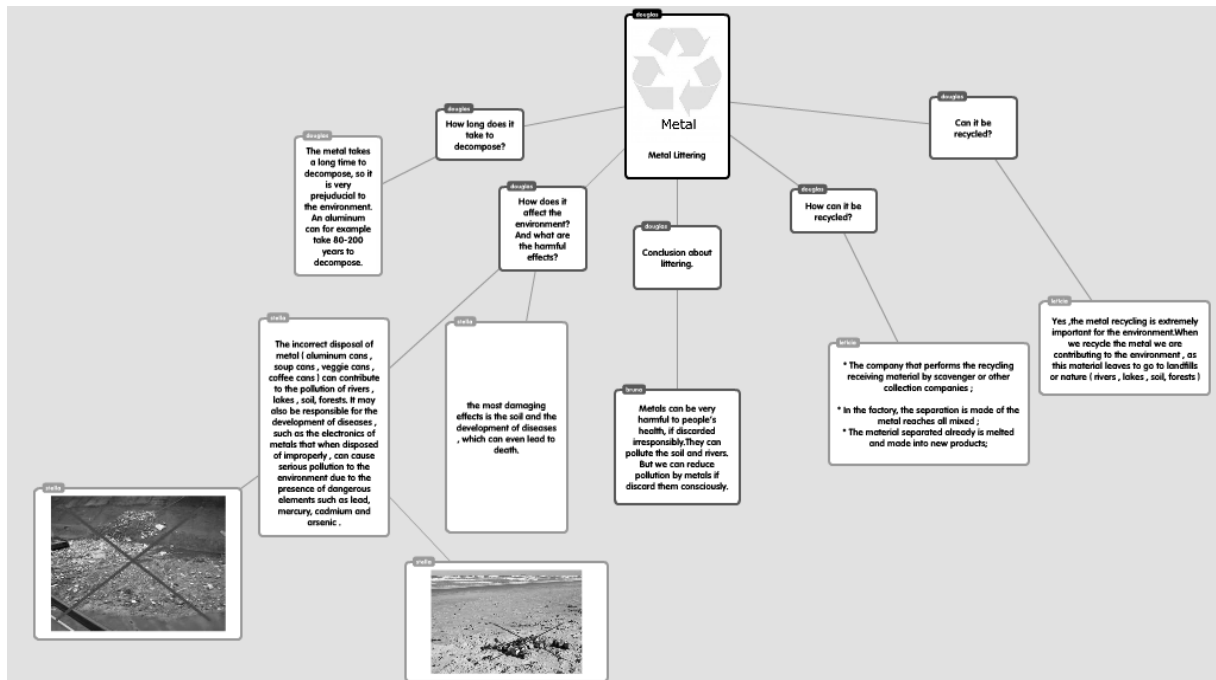 douglas
Metal
Metal Littering
douglas
How long does it
take to
decompose?
douglas
The metal takes
a long time to
decompose, so it
is very
prejuducial to
the environment.
An aluminum
can for example
take 80-200
years to
decompose.
douglas
How does it
affect the
environment?
And what are
the harmful
effects?
stella
The incorrect disposal of
metal ( aluminum cans ,
soup cans , veggie cans ,
coffee cans ) can contribute
to the pollution of rivers ,
lakes , soil, forests. It may
also be responsible for the
development of diseases ,
such as the electronics of
metals that when disposed
of improperly , can cause
serious pollution to the
environment due to the
presence of dangerous
elements such as lead,
mercury, cadmium and
arsenic .
stella
the most damaging
effects is the soil and the
development of diseases
, which can even lead to
death.
stella
stella
douglas
Conclusion about
littering.
bruna
Metals can be very
harmful to people's
health, if discarded
irresponsibly.They can
pollute the soil and rivers.
But we can reduce
pollution by metals if
discard them consciously.
douglas
How can it be
recycled?
leticia
* The company that performs the recycling
receiving material by scavenger or other
collection companies ;
* In the factory, the separation is made of the
metal reaches all mixed ;
* The material separated already is melted
and made into new products;
douglas
Can it be
recycled?
leticia
Yes ,the metal recycling is extremely
important for the environment.When
we recycle the metal we are
contributing to the environment , as
this material leaves to go to landfills
or nature ( rivers , lakes , soil, forests )